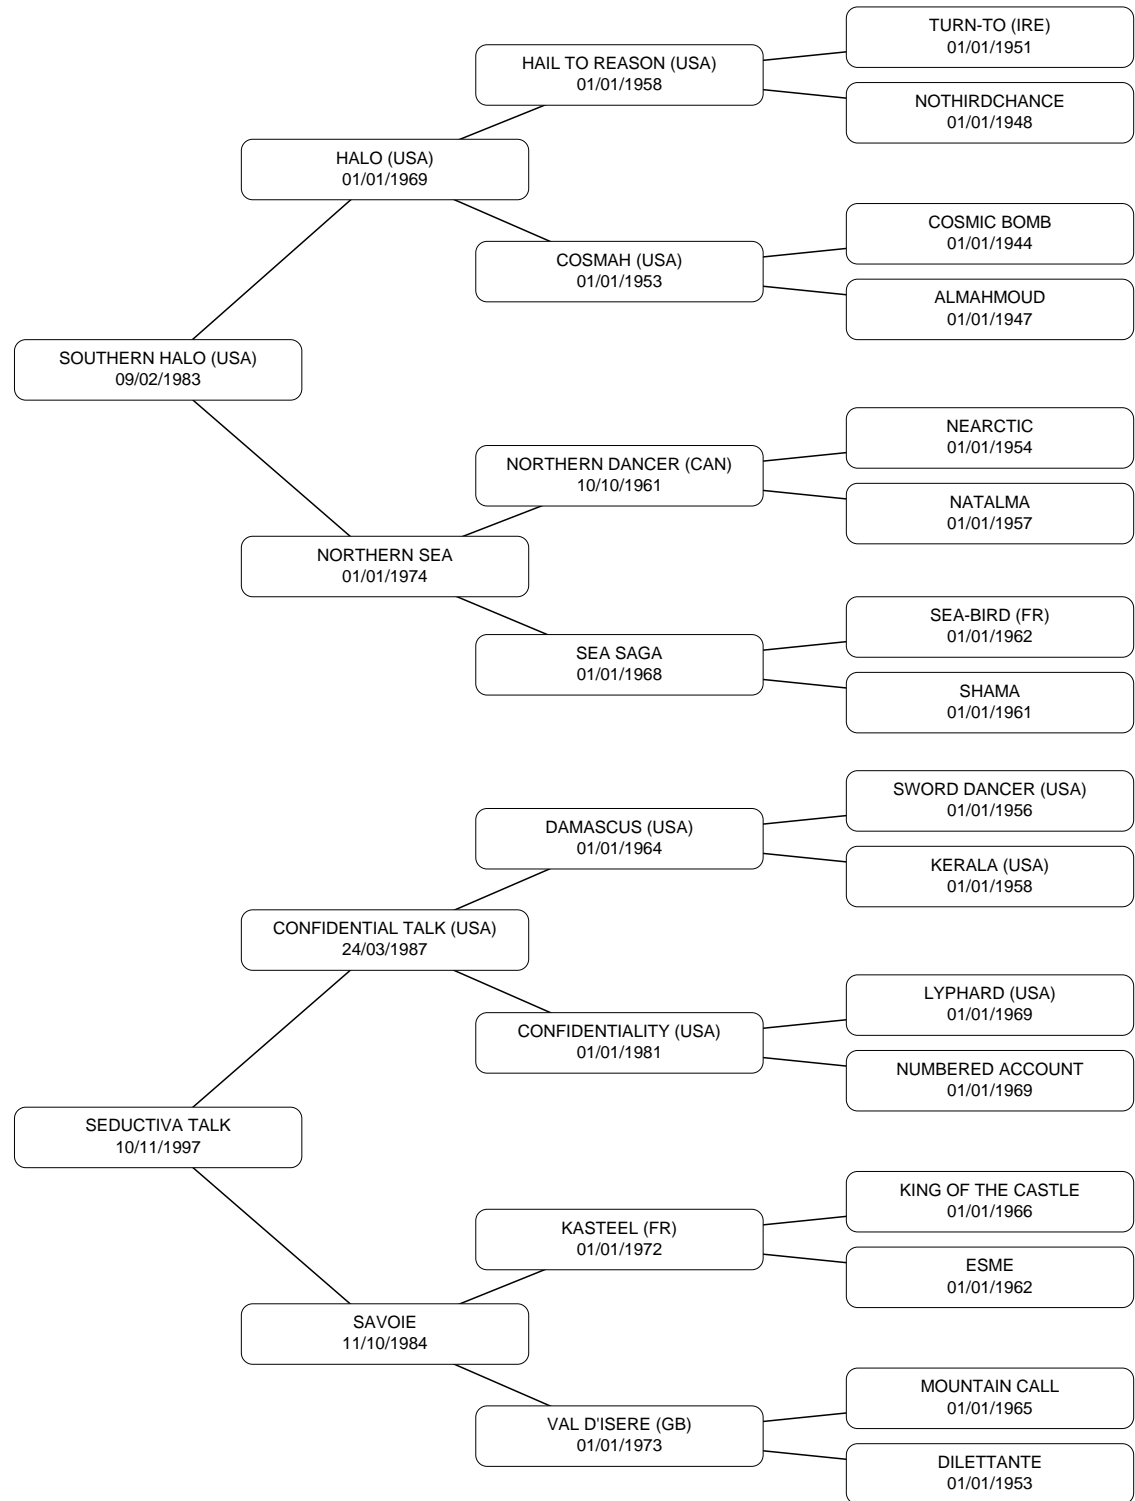 TURN-TO (IRE)
01/01/1951
HAIL TO REASON (USA)
01/01/1958
NOTHIRDCHANCE
01/01/1948
HALO (USA)
01/01/1969
COSMIC BOMB
01/01/1944
COSMAH (USA)
01/01/1953
ALMAHMOUD
01/01/1947
SOUTHERN HALO (USA)
09/02/1983
NEARCTIC
01/01/1954
NORTHERN DANCER (CAN)
10/10/1961
NATALMA
01/01/1957
NORTHERN SEA
01/01/1974
SEA-BIRD (FR)
01/01/1962
SEA SAGA
01/01/1968
SHAMA
01/01/1961
SWORD DANCER (USA)
01/01/1956
DAMASCUS (USA)
01/01/1964
KERALA (USA)
01/01/1958
CONFIDENTIAL TALK (USA)
24/03/1987
LYPHARD (USA)
01/01/1969
CONFIDENTIALITY (USA)
01/01/1981
NUMBERED ACCOUNT
01/01/1969
SEDUCTIVA TALK
10/11/1997
KING OF THE CASTLE
01/01/1966
KASTEEL (FR)
01/01/1972
ESME
01/01/1962
SAVOIE
11/10/1984
MOUNTAIN CALL
01/01/1965
VAL D'ISERE (GB)
01/01/1973
DILETTANTE
01/01/1953